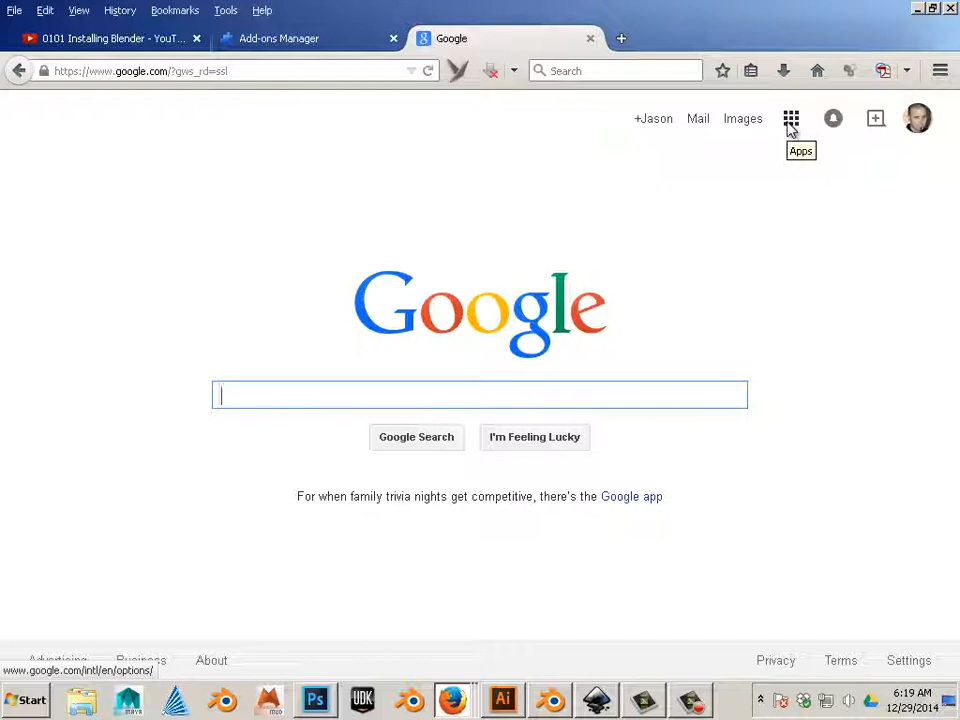 File Edit View History Bookmarks Tools Help
0101 Installing Blender - YouT... Add-ons Manager Google
https://www.google.com/?gws_rd=ssl Search
+Jason Mail Images
Apps
Google
Google Search I'm Feeling Lucky
For when family trivia nights get competitive, there's the Google app
Advertising Business About Privacy Terms Settings
www.google.com/intl/en/options/
Start MAYA MUD Ps UDK Ai 6:19 AM
12/29/2014